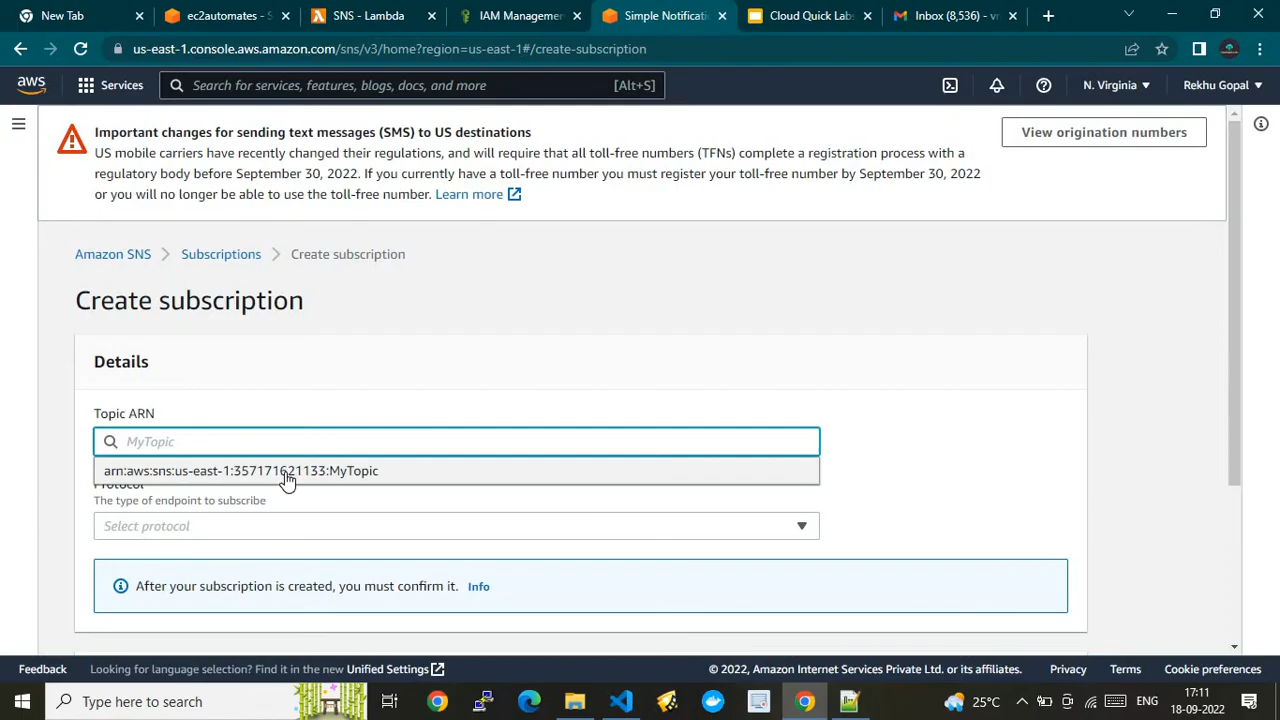 New Tab
ec2automates - S
SNS - Lambda
IAM Managemen
Simple Notificati
Cloud Quick Lab
Inbox (8,536) - v
us-east-1.console.aws.amazon.com/sns/v3/home?region=us-east-1#/create-subscription
aws
Services
Search for services, features, blogs, docs, and more
[Alt+S]
N. Virginia
Rekhu Gopal
Important changes for sending text messages (SMS) to US destinations
View origination numbers
US mobile carriers have recently changed their regulations, and will require that all toll-free numbers (TFNs) complete a registration process with a
regulatory body before September 30, 2022. If you currently have a toll-free number you must register your toll-free number by September 30, 2022
or you will no longer be able to use the toll-free number. Learn more
Amazon SNS > Subscriptions > Create subscription
Create subscription
Details
Topic ARN
MyTopic
arn:aws:sns:us-east-1:357171621133:MyTopic
Protocol
The type of endpoint to subscribe
Select protocol
After your subscription is created, you must confirm it. Info
Feedback
Looking for language selection? Find it in the new Unified Settings
© 2022, Amazon Internet Services Private Ltd. or its affiliates.
Privacy
Terms
Cookie preferences
Type here to search
25°C
ENG
17:11
18-09-2022